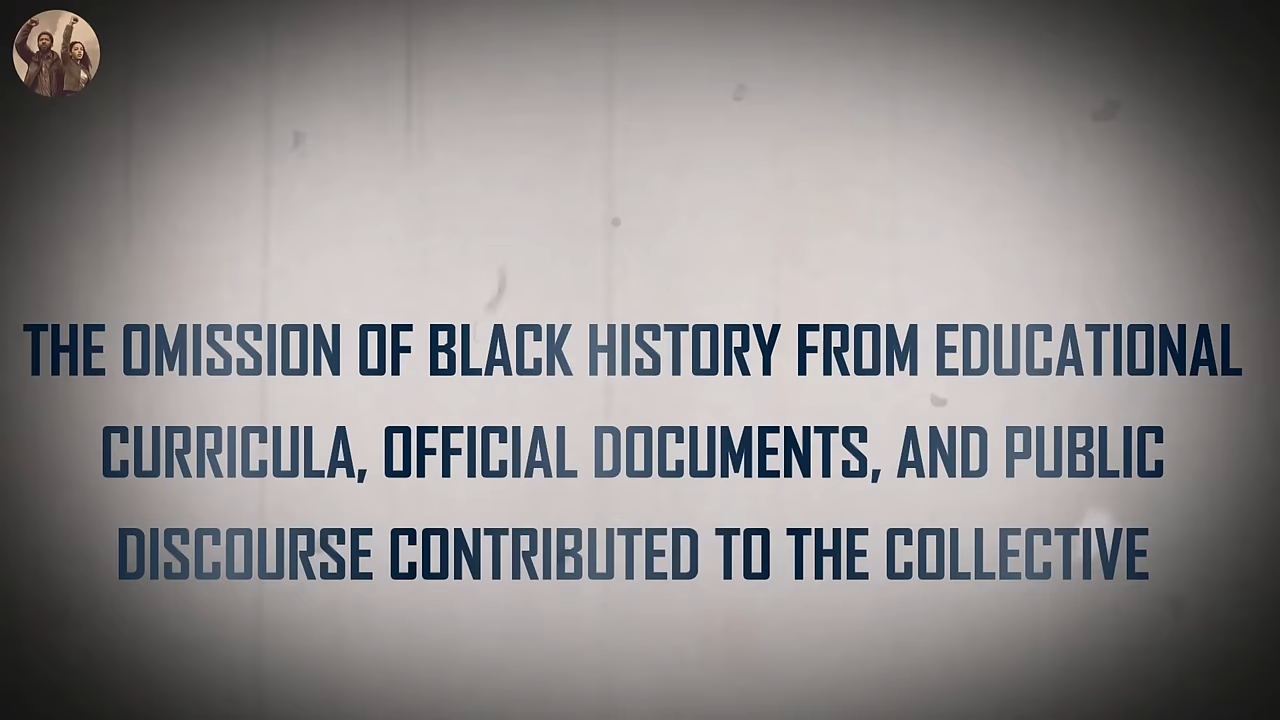 THE OMISSION OF BLACK HISTORY FROM EDUCATIONAL
CURRICULA, OFFICIAL DOCUMENTS, AND PUBLIC
DISCOURSE CONTRIBUTED TO THE COLLECTIVE